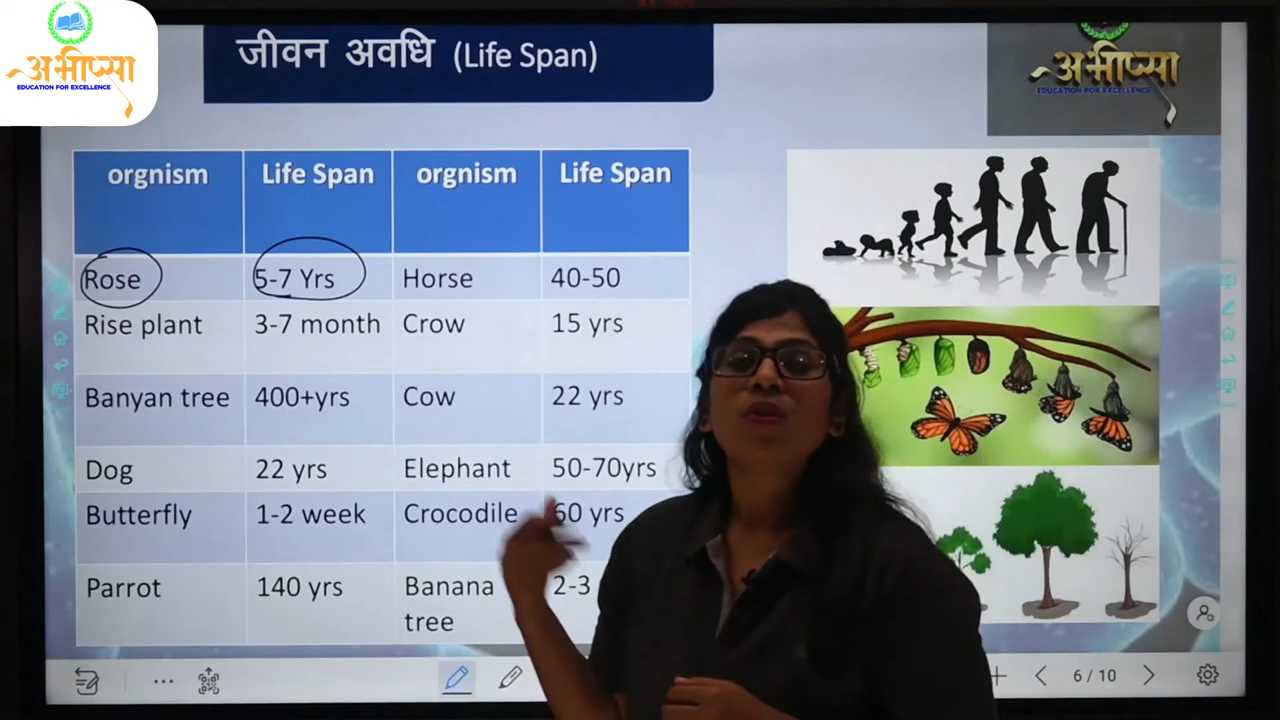 अभीप्सा
EDUCATION FOR EXCELLENCE
जीवन अवधि (Life Span)
अभीप्सा
EDUCATION FOR EXCELLENCE
orgnism Life Span orgnism Life Span
Rose 5-7 Yrs Horse 40-50
Rise plant 3-7 month Crow 15 yrs
Banyan tree 400+yrs Cow 22 yrs
Dog 22 yrs Elephant 50-70yrs
Butterfly 1-2 week Crocodile 60 yrs
Parrot 140 yrs Banana 2-3
tree
6/10